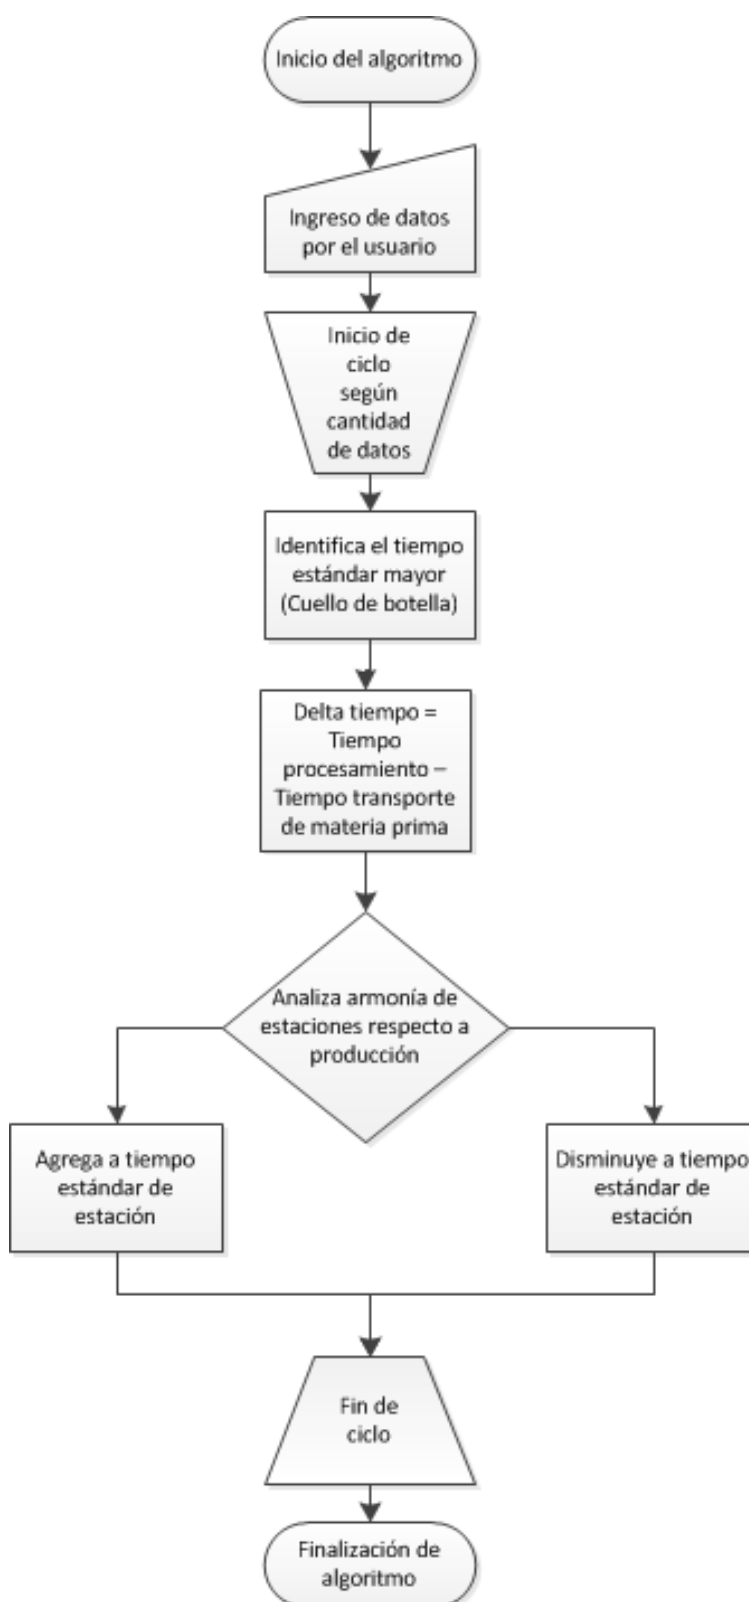 Inicio del algoritmo
Ingreso de datos
por el usuario
Inicio de
ciclo
según
cantidad
de datos
Identifica el tiempo
estándar mayor
(Cuello de botella)
Delta tiempo =
Tiempo
procesamiento –
Tiempo transporte
de materia prima
Analiza armonía de
estaciones respecto a
producción
Agrega a tiempo
estándar de
estación
Disminuye a tiempo
estándar de
estación
Fin de
ciclo
Finalización de
algoritmo